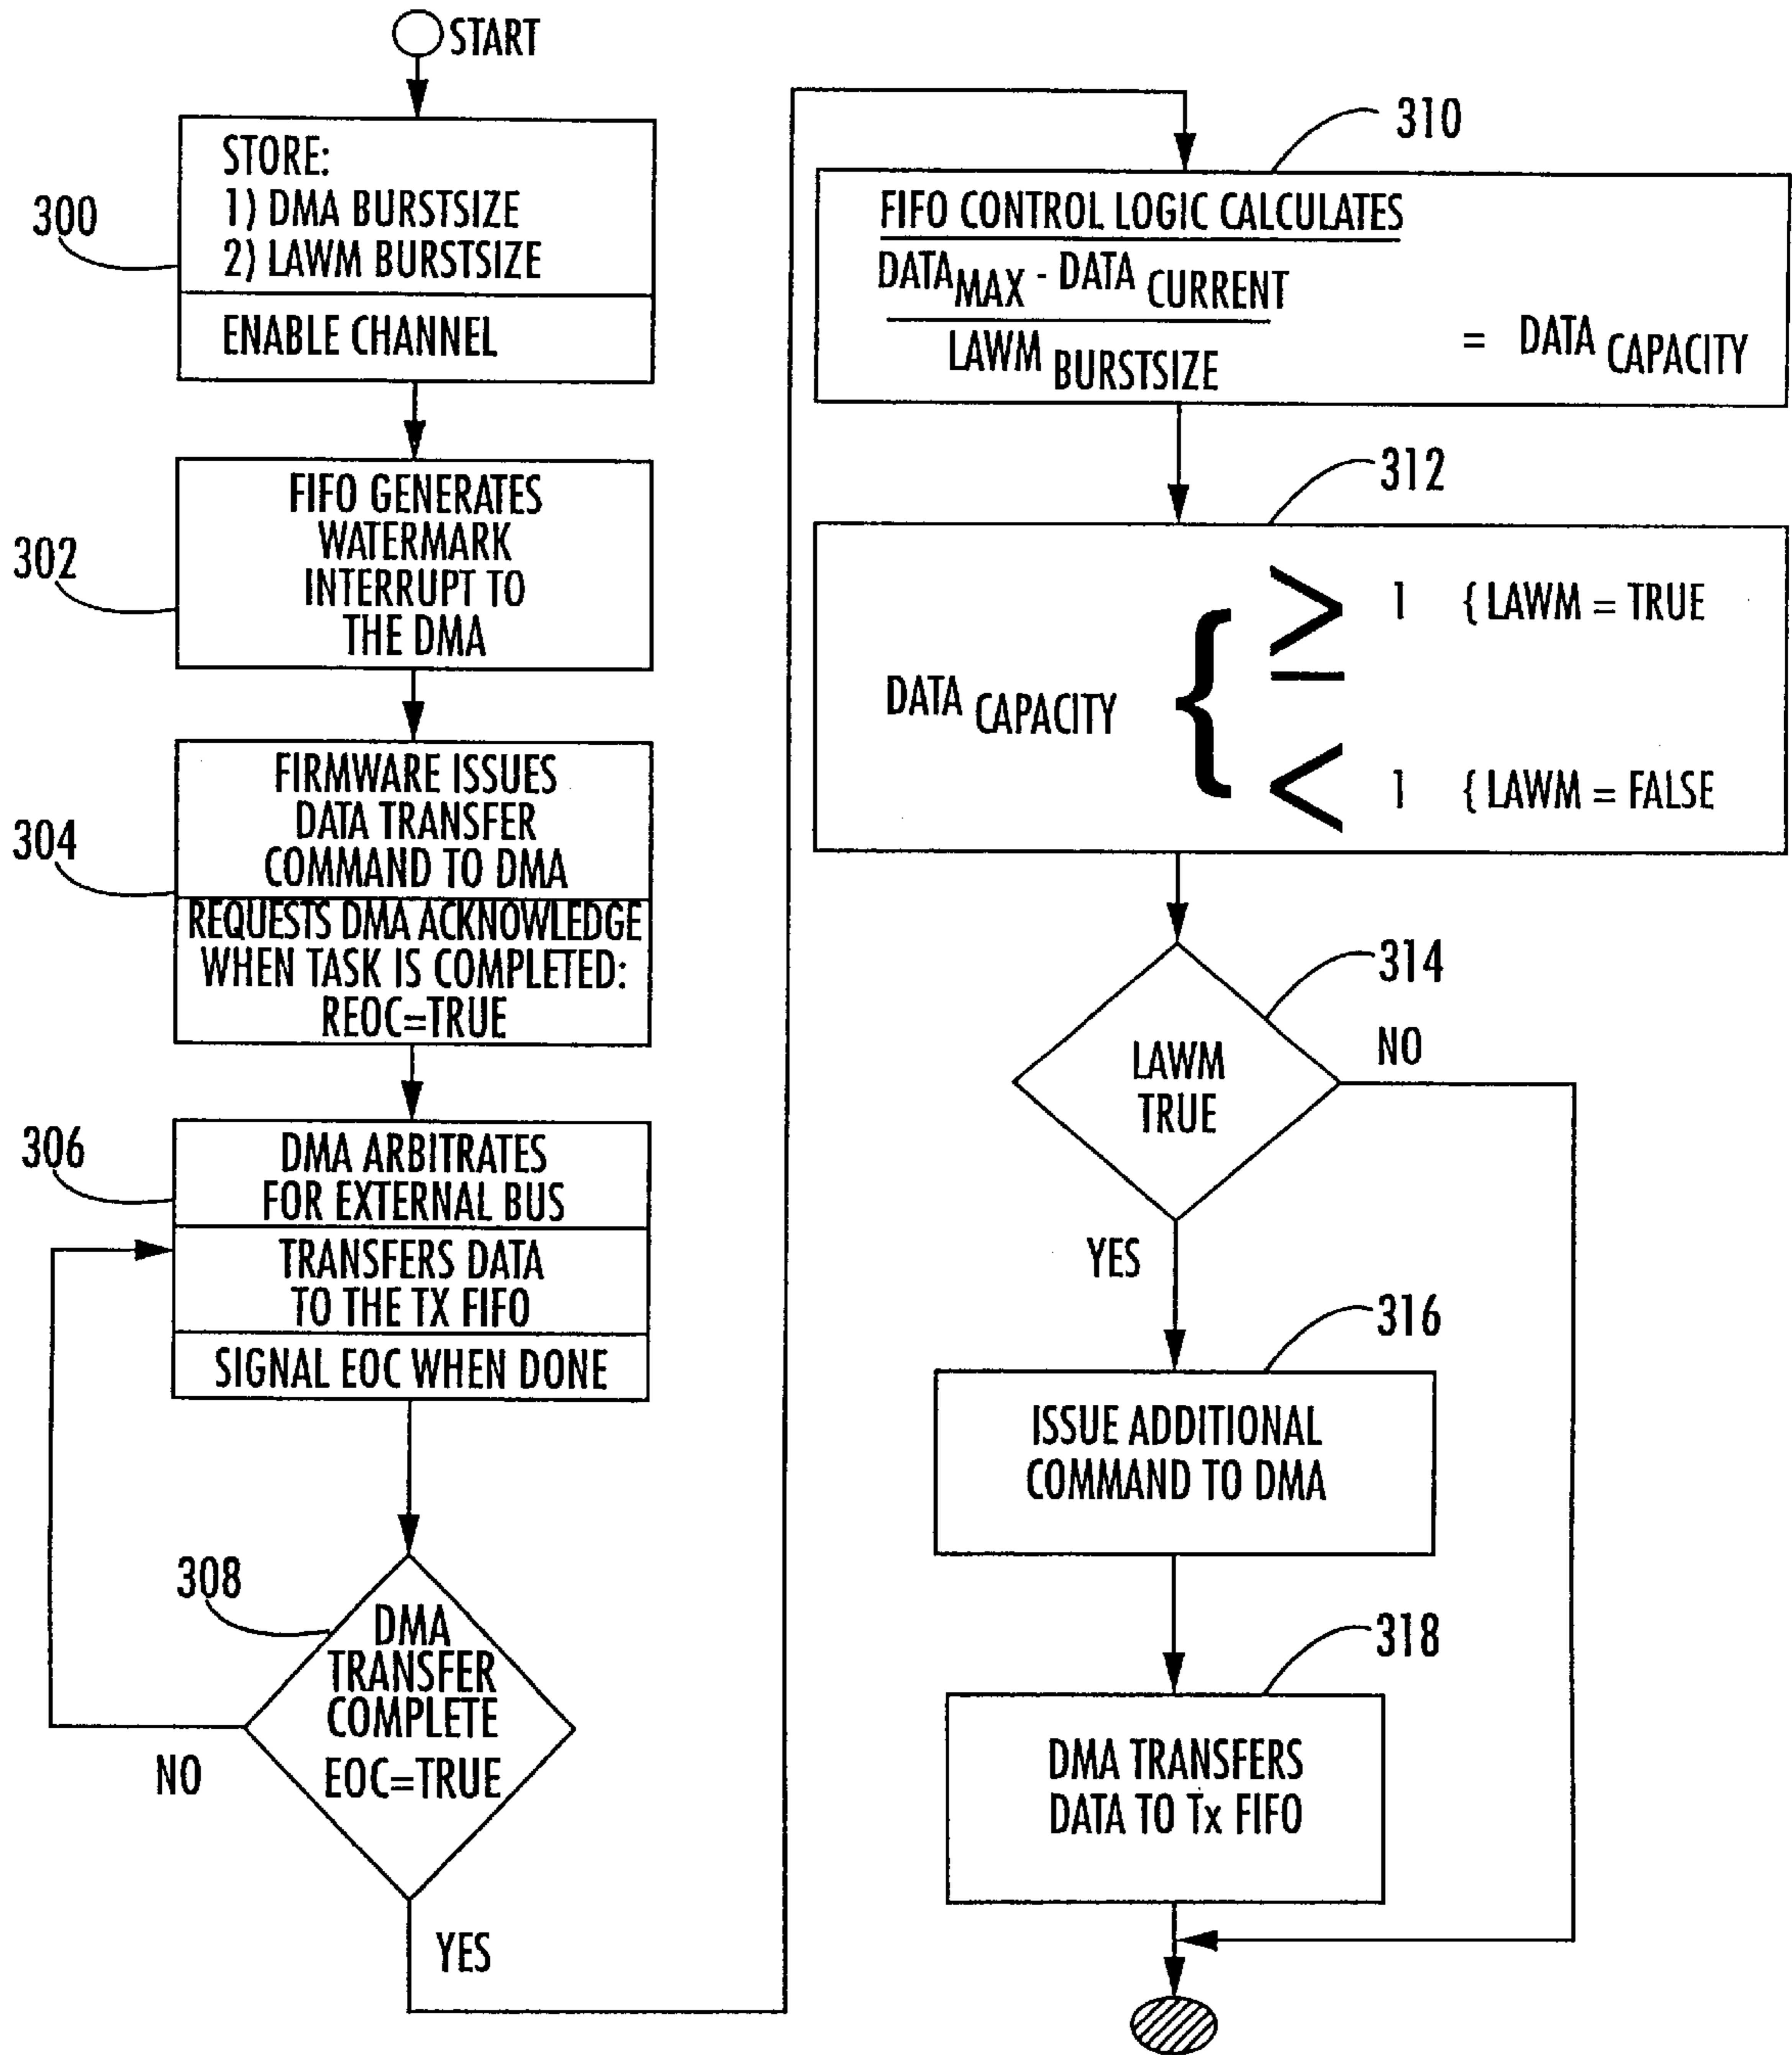 START
300
STORE:
1) DMA BURSTSIZE
2) LAWM BURSTSIZE
ENABLE CHANNEL
302
FIFO GENERATES
WATERMARK
INTERRUPT TO
THE DMA
304
FIRMWARE ISSUES
DATA TRANSFER
COMMAND TO DMA
REQUESTS DMA ACKNOWLEDGE
WHEN TASK IS COMPLETED:
REOC=TRUE
306
DMA ARBITRATES
FOR EXTERNAL BUS
TRANSFERS DATA
TO THE TX FIFO
SIGNAL EOC WHEN DONE
308
DMA
TRANSFER
COMPLETE
EOC=TRUE
NO
YES
310
FIFO CONTROL LOGIC CALCULATES
DATA MAX - DATA CURRENT
LAWM BURSTSIZE = DATA CAPACITY
312
≥ 1 { LAWM = TRUE
DATA CAPACITY {
< 1 { LAWM = FALSE
314
LAWM
TRUE
NO
YES
316
ISSUE ADDITIONAL
COMMAND TO DMA
318
DMA TRANSFERS
DATA TO Tx FIFO